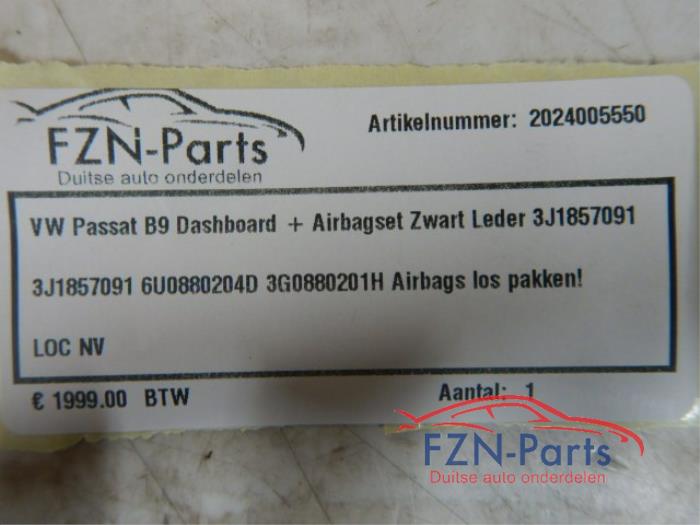 FZN-Parts
Duitse auto onderdelen
Artikelnummer: 2024005550
VW Passat B9 Dashboard + Airbagset Zwart Leder 3J1857091
3J1857091 6U0880204D 3G0880201H Airbags los pakken!
LOC NV
€ 1999.00 BTW
Aantal: 1
FZN-Parts
Duitse auto onderdelen